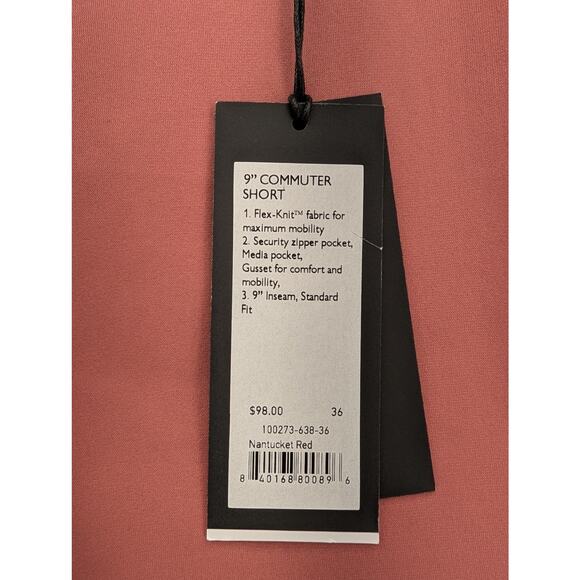 9” COMMUTER
SHORT
1. Flex-Knit™ fabric for
maximum mobility
2. Security zipper pocket,
Media pocket,
Gusset for comfort and
mobility,
3. 9” Inseam, Standard
Fit
$98.00 36
100273-638-36
Nantucket Red
8 40168 80089 6